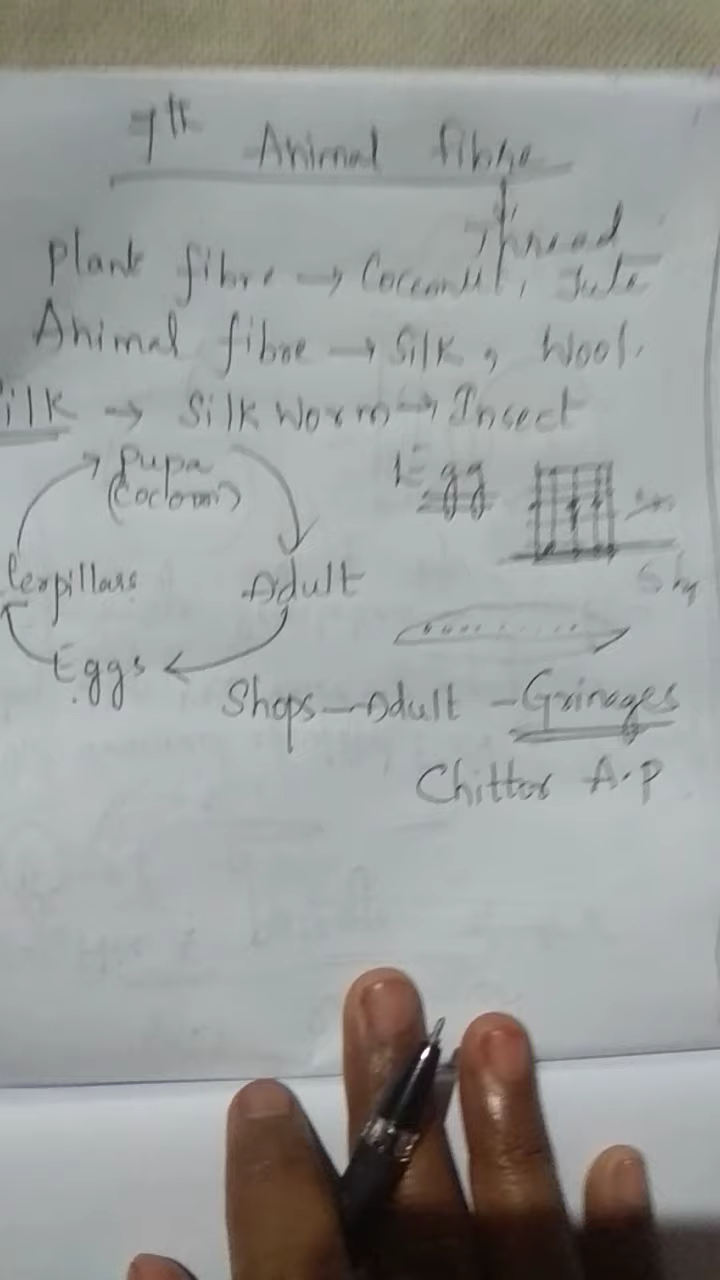 7th Animal fibre
Thread
Plant fibre → Coconut, Jute
Animal fibre → Silk, Wool.
ilk → Silk worm → Insect
Pupa
(Cocoon)
Egg
lerpillars
Adult
Eggs
Shops - Adult - Grinages
Chittor A.P